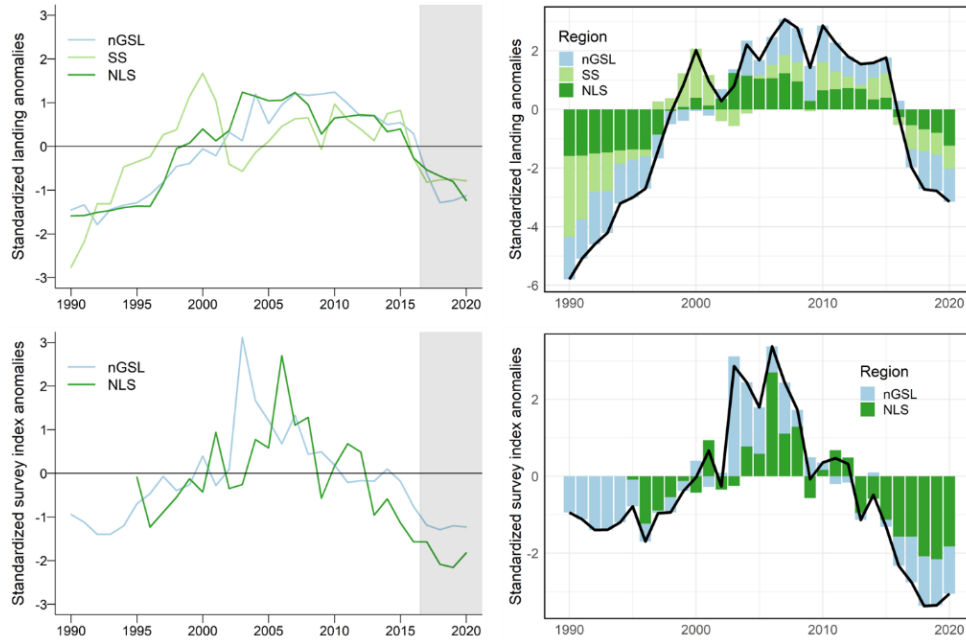 Standardized landing anomalies
3
2
1
0
-1
-2
-3
nGSL
SS
NLS
1990 1995 2000 2005 2010 2015 2020
Standardized landing anomalies
2
0
-2
-4
-6
Region
nGSL
SS
NLS
1990 2000 2010 2020
Standardized survey index anomalies
3
2
1
0
-1
-2
-3
nGSL
NLS
1990 1995 2000 2005 2010 2015 2020
Standardized survey index anomalies
2
0
-2
Region
nGSL
NLS
1990 2000 2010 2020